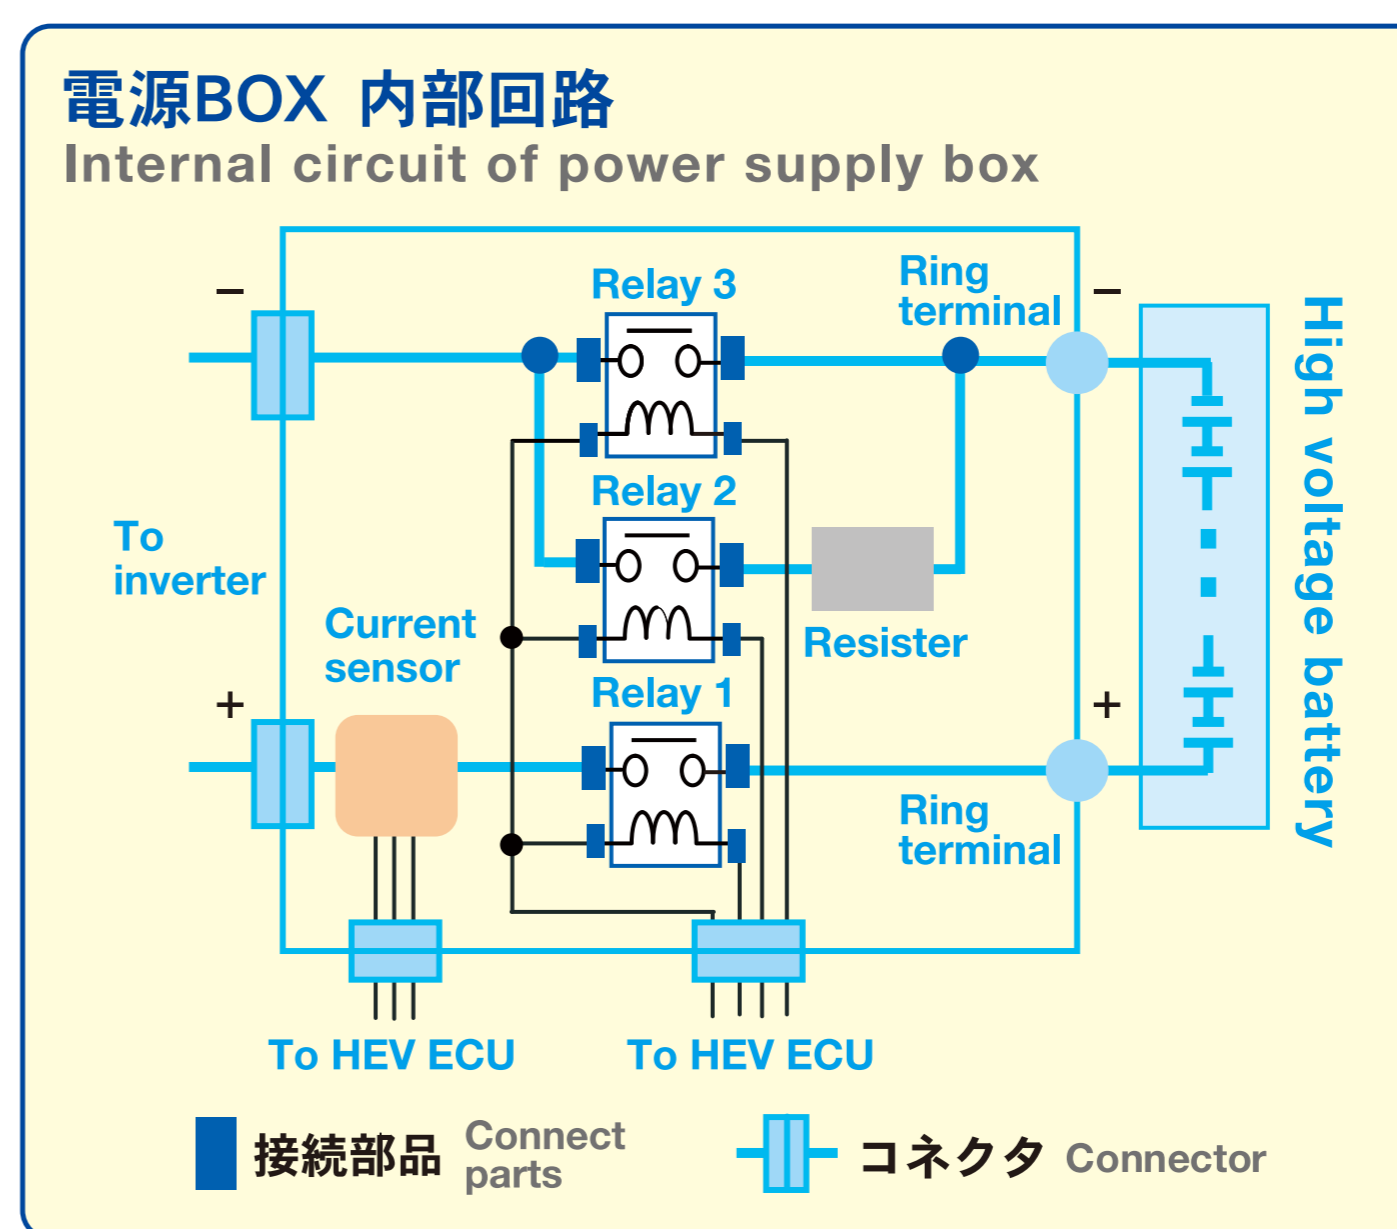 電源BOX 内部回路
Internal circuit of power supply box
−
Relay 3
Ring
terminal
−
High voltage battery
Relay 2
To
inverter
Current
sensor
Resister
Relay 1
+
+
Ring
terminal
To HEV ECU
To HEV ECU
接続部品
Connect
parts
コネクタ Connector